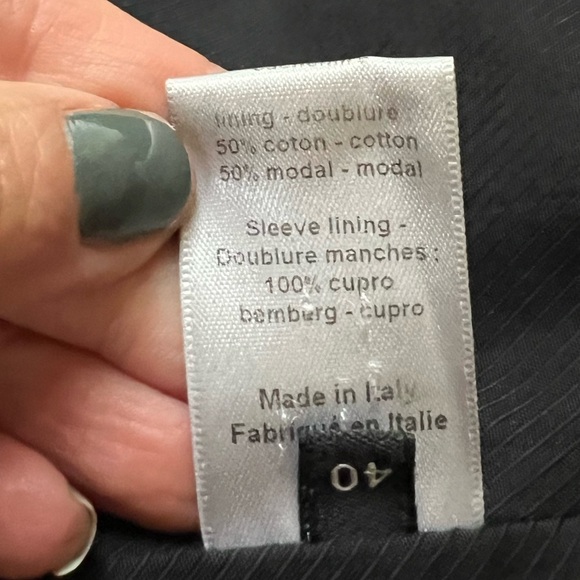 lining - doublure
50% coton - cotton
50% modal - modal
Sleeve lining -
Doublure manches :
100% cupro
bemberg - cupro
Made in Italy
Fabriqué en Italie
40